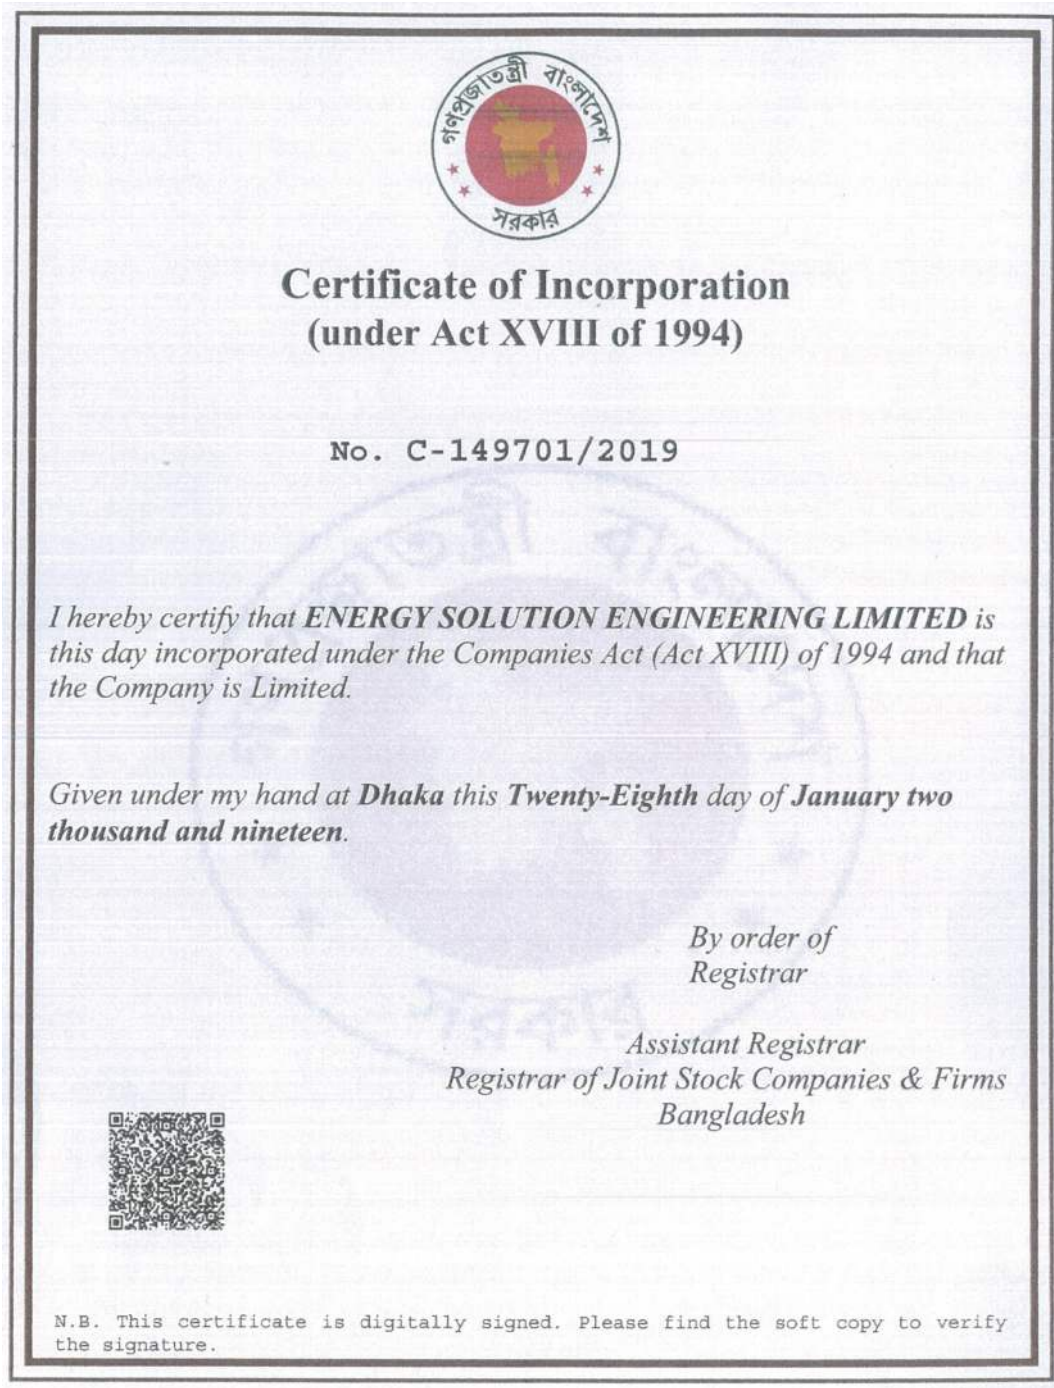 গণপ্রজাতন্ত্রী বাংলাদেশ
সরকার
Certificate of Incorporation
(under Act XVIII of 1994)
No. C-149701/2019
I hereby certify that ENERGY SOLUTION ENGINEERING LIMITED is
this day incorporated under the Companies Act (Act XVIII) of 1994 and that
the Company is Limited.
Given under my hand at Dhaka this Twenty-Eighth day of January two
thousand and nineteen.
By order of
Registrar
Assistant Registrar
Registrar of Joint Stock Companies & Firms
Bangladesh
N.B. This certificate is digitally signed. Please find the soft copy to verify
the signature.